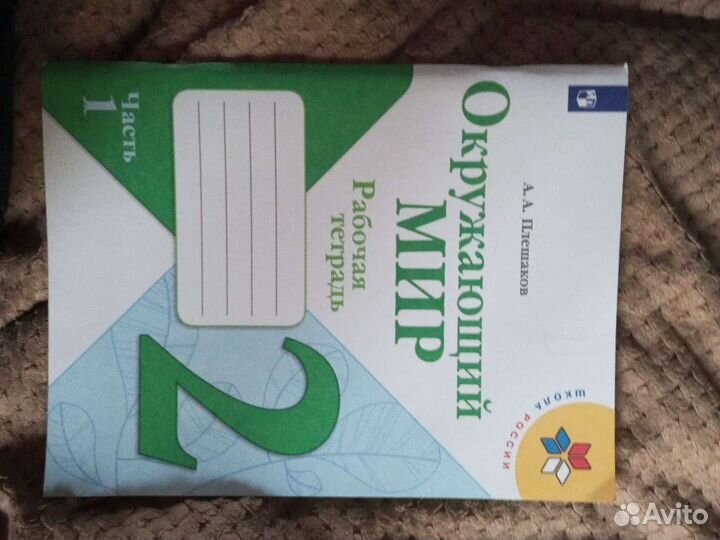 А. А. Плешаков
Окружающий
МИР
Рабочая
тетрадь
Часть
1
2
ШКОЛА РОССИИ
Avito